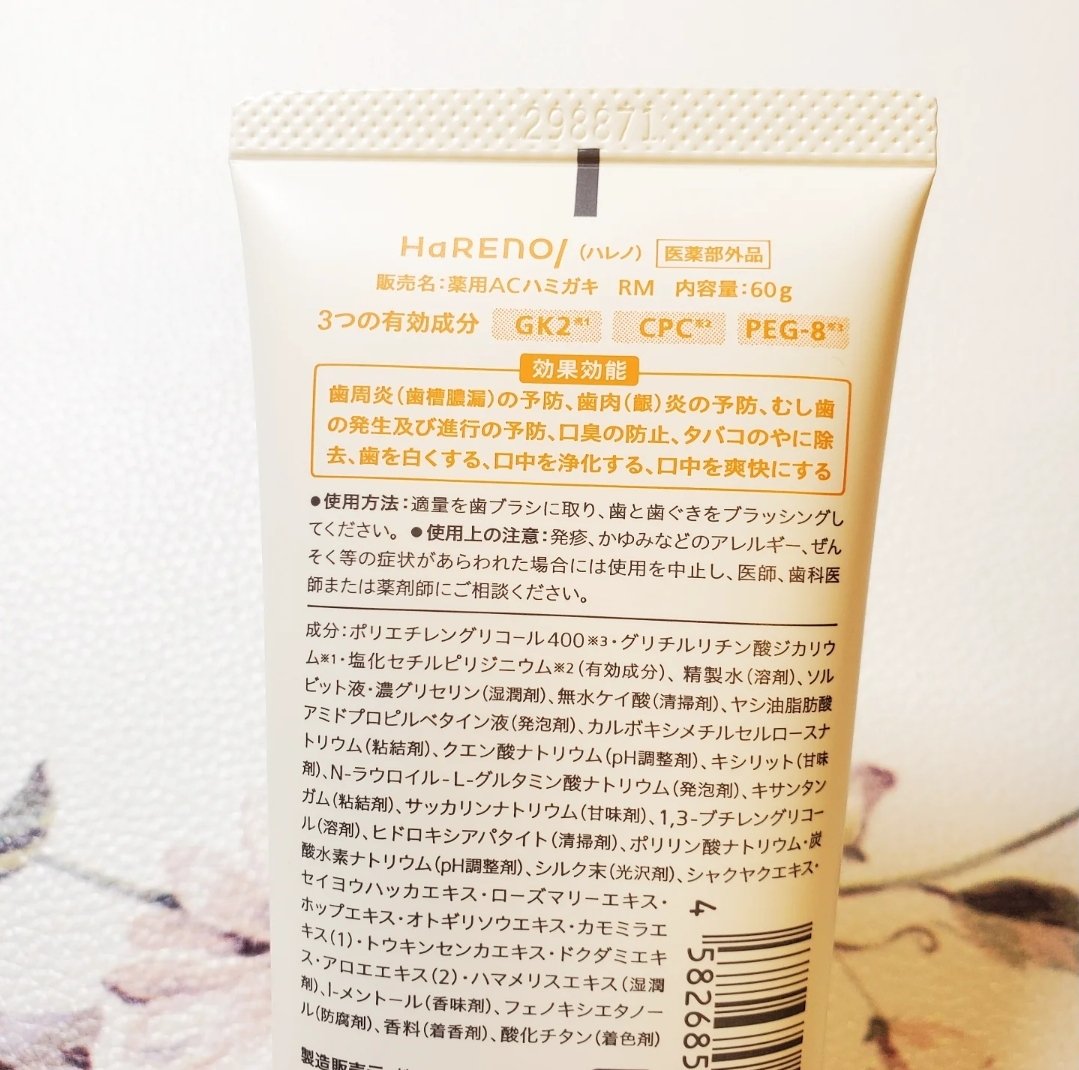 298871
HaRENO/（ハレノ） 医薬部外品
販売名：薬用ACハミガキ RM 内容量：60g
3つの有効成分 GK2※1 CPC※2 PEG-8※3
効果効能
歯周炎（歯槽膿漏）の予防、歯肉（齦）炎の予防、むし歯
の発生及び進行の予防、口臭の防止、タバコのやに除
去、歯を白くする、口中を浄化する、口中を爽快にする
●使用方法：適量を歯ブラシに取り、歯と歯ぐきをブラッシングし
てください。 ●使用上の注意：発疹、かゆみなどのアレルギー、ぜん
そく等の症状があらわれた場合には使用を中止し、医師、歯科医
師または薬剤師にご相談ください。
成分：ポリエチレングリコール400※3・グリチルリチン酸ジカリウ
ム※1・塩化セチルピリジニウム※2（有効成分）、精製水（溶剤）、ソル
ビット液・濃グリセリン（湿潤剤）、無水ケイ酸（清掃剤）、ヤシ油脂肪酸
アミドプロピルベタイン液（発泡剤）、カルボキシメチルセルロースナ
トリウム（粘結剤）、クエン酸ナトリウム（pH調整剤）、キシリット（甘味
剤）、N-ラウロイル-L-グルタミン酸ナトリウム（発泡剤）、キサンタン
ガム（粘結剤）、サッカリンナトリウム（甘味剤）、1,3-ブチレングリコー
ル（溶剤）、ヒドロキシアパタイト（清掃剤）、ポリリン酸ナトリウム・炭
酸水素ナトリウム（pH調整剤）、シルク末（光沢剤）、シャクヤクエキス・
セイヨウハッカエキス・ローズマリーエキス・
ホップエキス・オトギリソウエキス・カモミラエ
キス（1）・トウキンセンカエキス・ドクダミエキ
ス・アロエエキス（2）・ハマメリスエキス（湿潤
剤）、l-メントール（香味剤）、フェノキシエタノー
ル（防腐剤）、香料（着香剤）、酸化チタン（着色剤）
製造販売元
4 582685